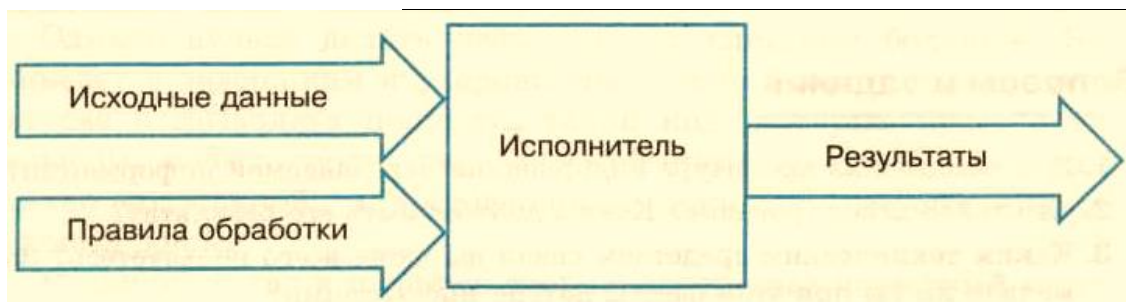 Исходные данные
Исполнитель
Результаты
Правила обработки